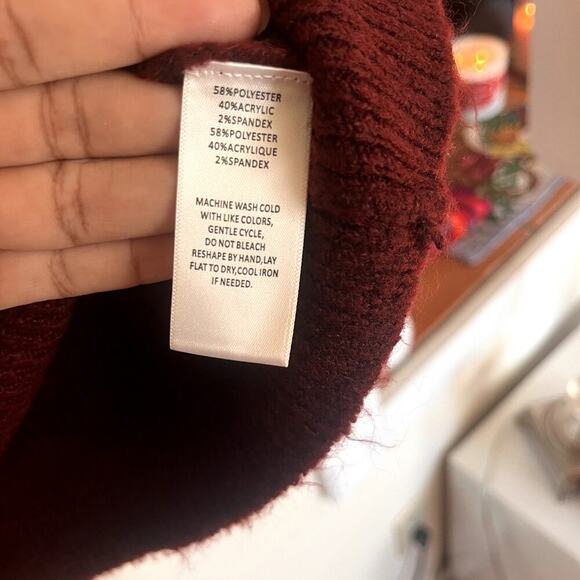 58%POLYESTER
40%ACRYLIC
2%SPANDEX
58%POLYESTER
40%ACRYLIQUE
2%SPANDEX
MACHINE WASH COLD
WITH LIKE COLORS,
GENTLE CYCLE,
DO NOT BLEACH
RESHAPE BY HAND,LAY
FLAT TO DRY,COOL IRON
IF NEEDED.